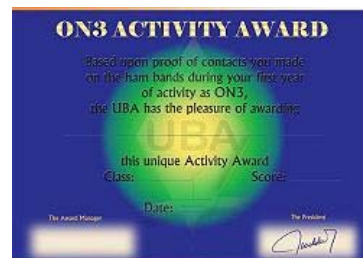 ON3 ACTIVITY AWARD
Based upon proof of contacts you made
on the ham bands during your first year
of activity as ON3,
the UBA has the pleasure of awarding
UBA
this unique Activity Award
Class: Score:
Date:
The Award Manager The President